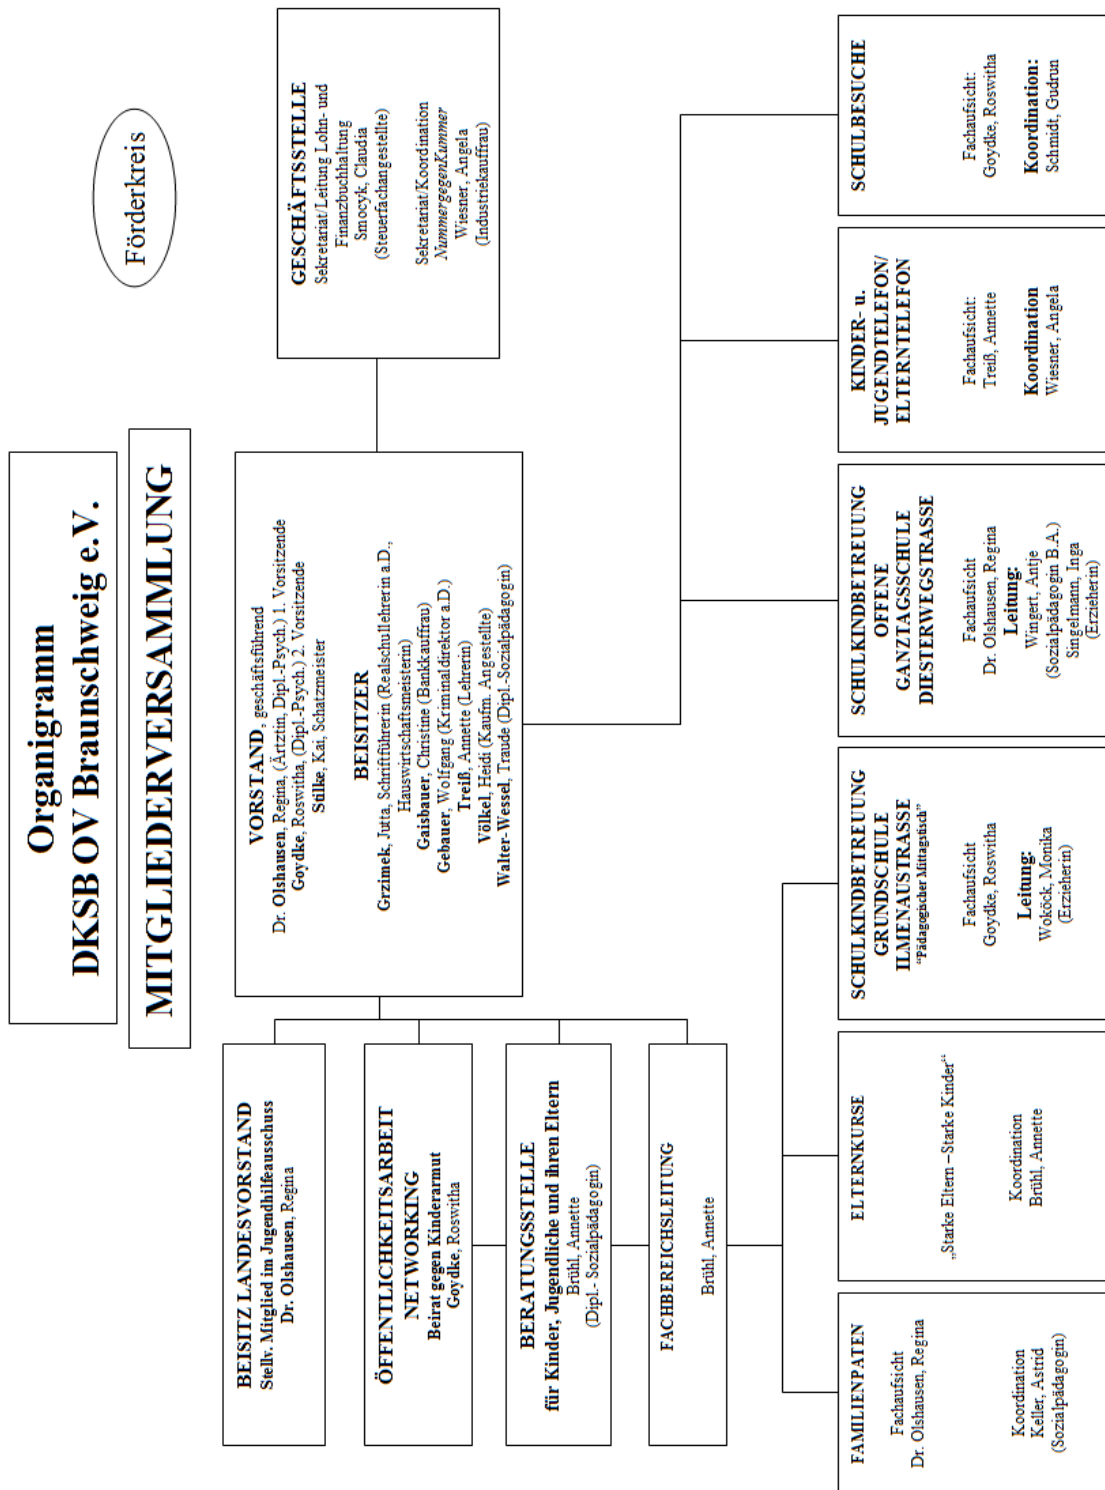 Organigramm
DKSB OV Braunschweig e.V.
MITGLIEDERVERSAMMLUNG
Förderkreis
BEISITZ LANDESVORSTAND
Stellv. Mitglied im Jugendhilfeausschuss
Dr. Olshausen, Regina
ÖFFENTLICHKEITSARBEIT
NETWORKING
Beirat gegen Kinderarmut
Goydke, Roswitha
BERATUNGSSTELLE
für Kinder, Jugendliche und ihren Eltern
Brühl, Annette
(Dipl.- Sozialpädagogin)
FACHBEREICHSLEITUNG
Brühl, Annette
VORSTAND, geschäftsführend
Dr. Olshausen, Regina, (Ärtztin, Dipl.-Psych.) 1. Vorsitzende
Goydke, Roswitha, (Dipl.-Psych.) 2. Vorsitzende
Stilke, Kai, Schatzmeister
BEISITZER
Grzimek, Jutta, Schriftführerin (Realschullehrerin a.D.,
Hauswirtschaftsmeisterin)
Gaisbauer, Christine (Bankkauffrau)
Gebauer, Wolfgang (Kriminaldirektor a.D.)
Treiß, Annette (Lehrerin)
Völkel, Heidi (Kaufm. Angestellte)
Walter-Wessel, Traude (Dipl.-Sozialpädagogin)
GESCHÄFTSSTELLE
Sekretariat/Leitung Lohn- und
Finanzbuchhaltung
Smocyk, Claudia
(Steuerfachangestellte)
Sekretariat/Koordination
NummergegenKummer
Wiesner, Angela
(Industriekauffrau)
FAMILIENPATEN
Fachaufsicht
Dr. Olshausen, Regina
Koordination
Keller, Astrid
(Sozialpädagogin)
ELTERNKURSE
„Starke Eltern –Starke Kinder“
Koordination
Brühl, Annette
SCHULKINDBETREUUNG
GRUNDSCHULE
ILMENAUSTRASSE
“Pädagogischer Mittagstisch”
Fachaufsicht
Goydke, Roswitha
Leitung:
Woköck, Monika
(Erzieherin)
SCHULKINDBETREUUNG
OFFENE
GANZTAGSSCHULE
DIESTERWEGSTRASSE
Fachaufsicht
Dr. Olshausen, Regina
Leitung:
Wingert, Antje
(Sozialpädagogin B.A.)
Singelmann, Inga
(Erzieherin)
KINDER- u.
JUGENDTELEFON/
ELTERNTELEFON
Fachaufsicht:
Treiß, Annette
Koordination
Wiesner, Angela
SCHULBESUCHE
Fachaufsicht:
Goydke, Roswitha
Koordination:
Schmidt, Gudrun